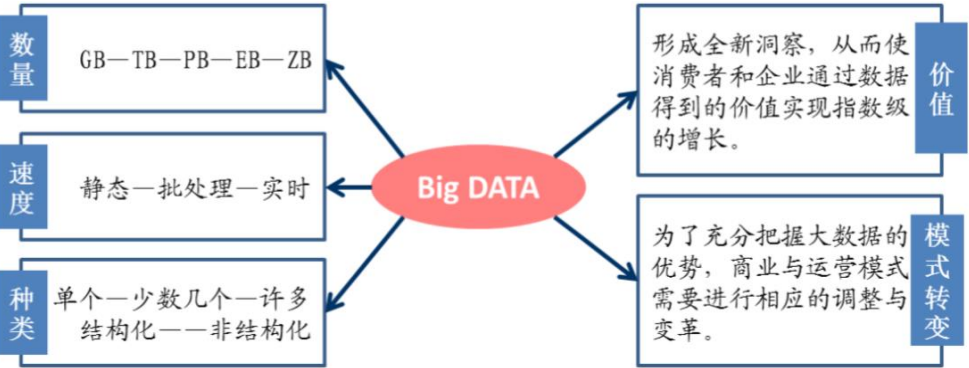 数量
GB—TB—PB—EB—ZB
速度
静态—批处理—实时
种类
单个—少数几个—许多
结构化——非结构化
Big DATA
形成全新洞察，从而使
消费者和企业通过数据
得到的价值实现指数级
的增长。
价值
为了充分把握大数据的
优势，商业与运营模式
需要进行相应的调整与
变革。
模式转变